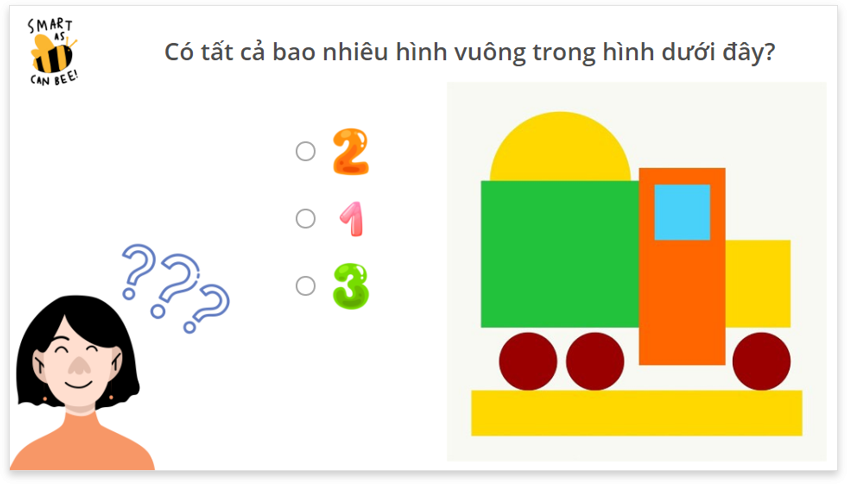 SMART
AS
CAN BEE!
Có tất cả bao nhiêu hình vuông trong hình dưới đây?
2
1
3
???